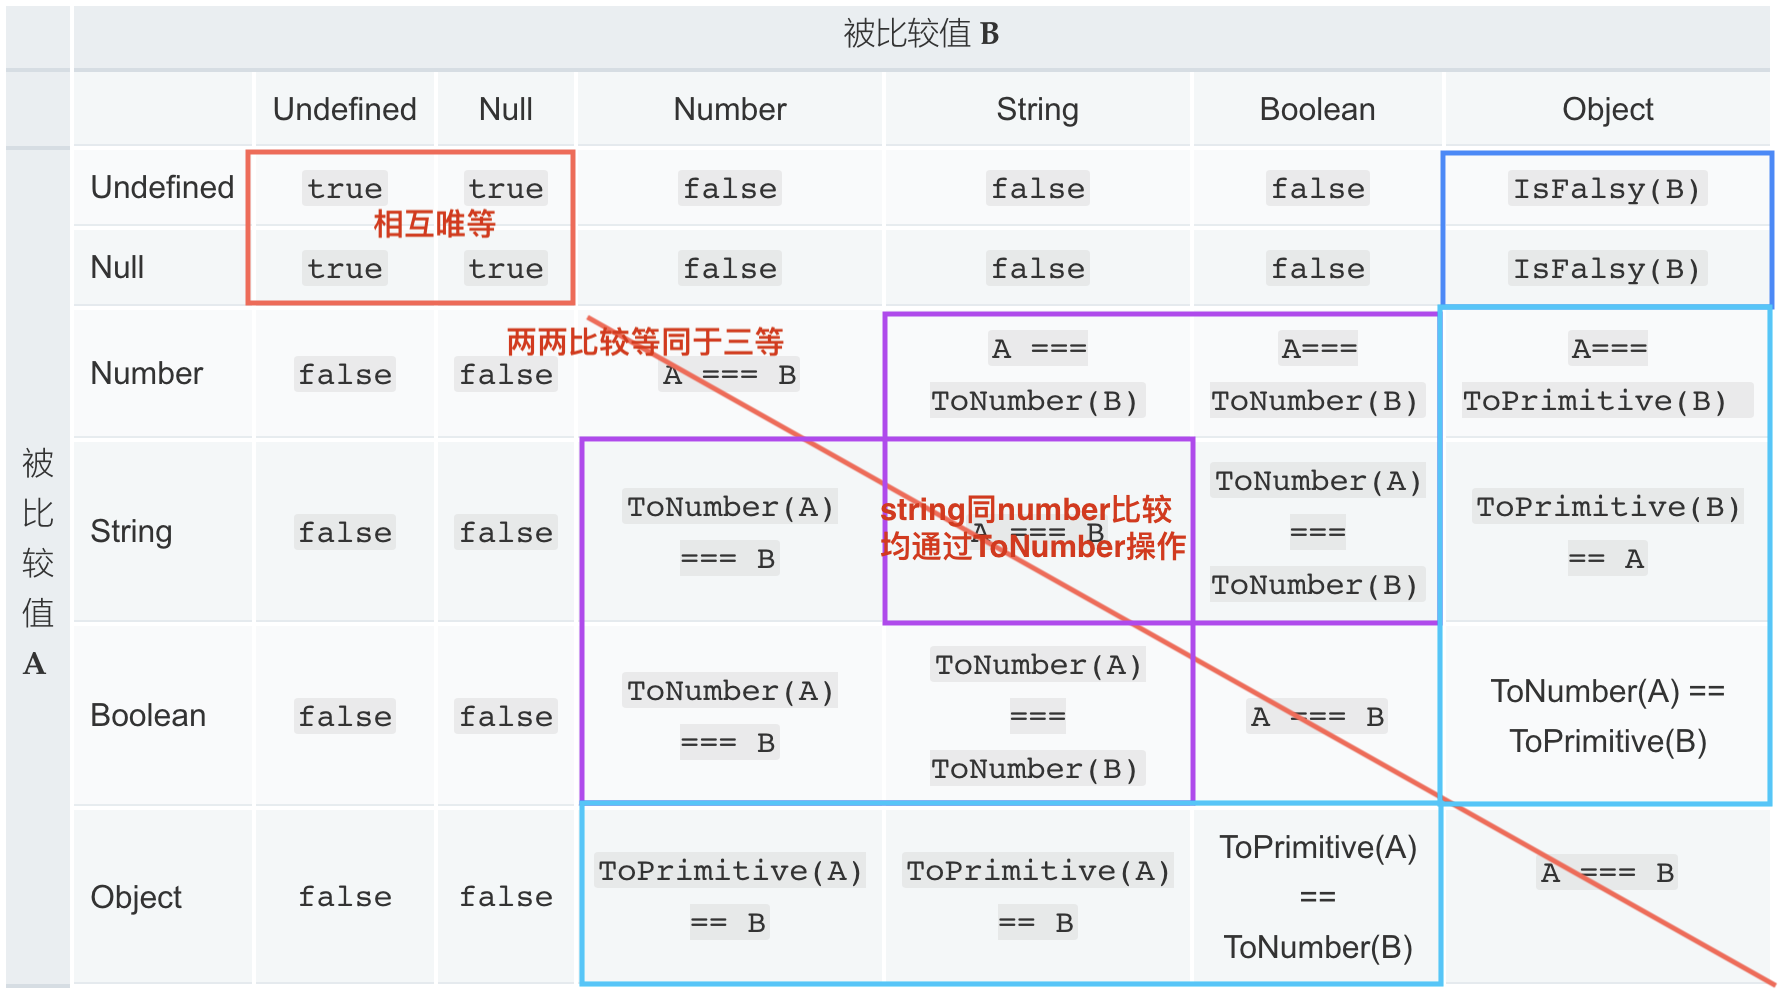 被比较值 B
Undefined Null Number String Boolean Object
被比较值 A
Undefined true true false false false IsFalsy(B)
相互唯等
Null true true false false false IsFalsy(B)
两两比较等同于三等
Number false false A === B A === ToNumber(B) A=== ToNumber(B) A=== ToPrimitive(B)
String false false ToNumber(A) === B A === B ToNumber(A) === ToNumber(B) ToPrimitive(B) == A
string同number比较
均通过ToNumber操作
Boolean false false ToNumber(A) === B ToNumber(A) === ToNumber(B) A === B ToNumber(A) == ToPrimitive(B)
Object false false ToPrimitive(A) == B ToPrimitive(A) == B ToPrimitive(A) == ToNumber(B) A === B